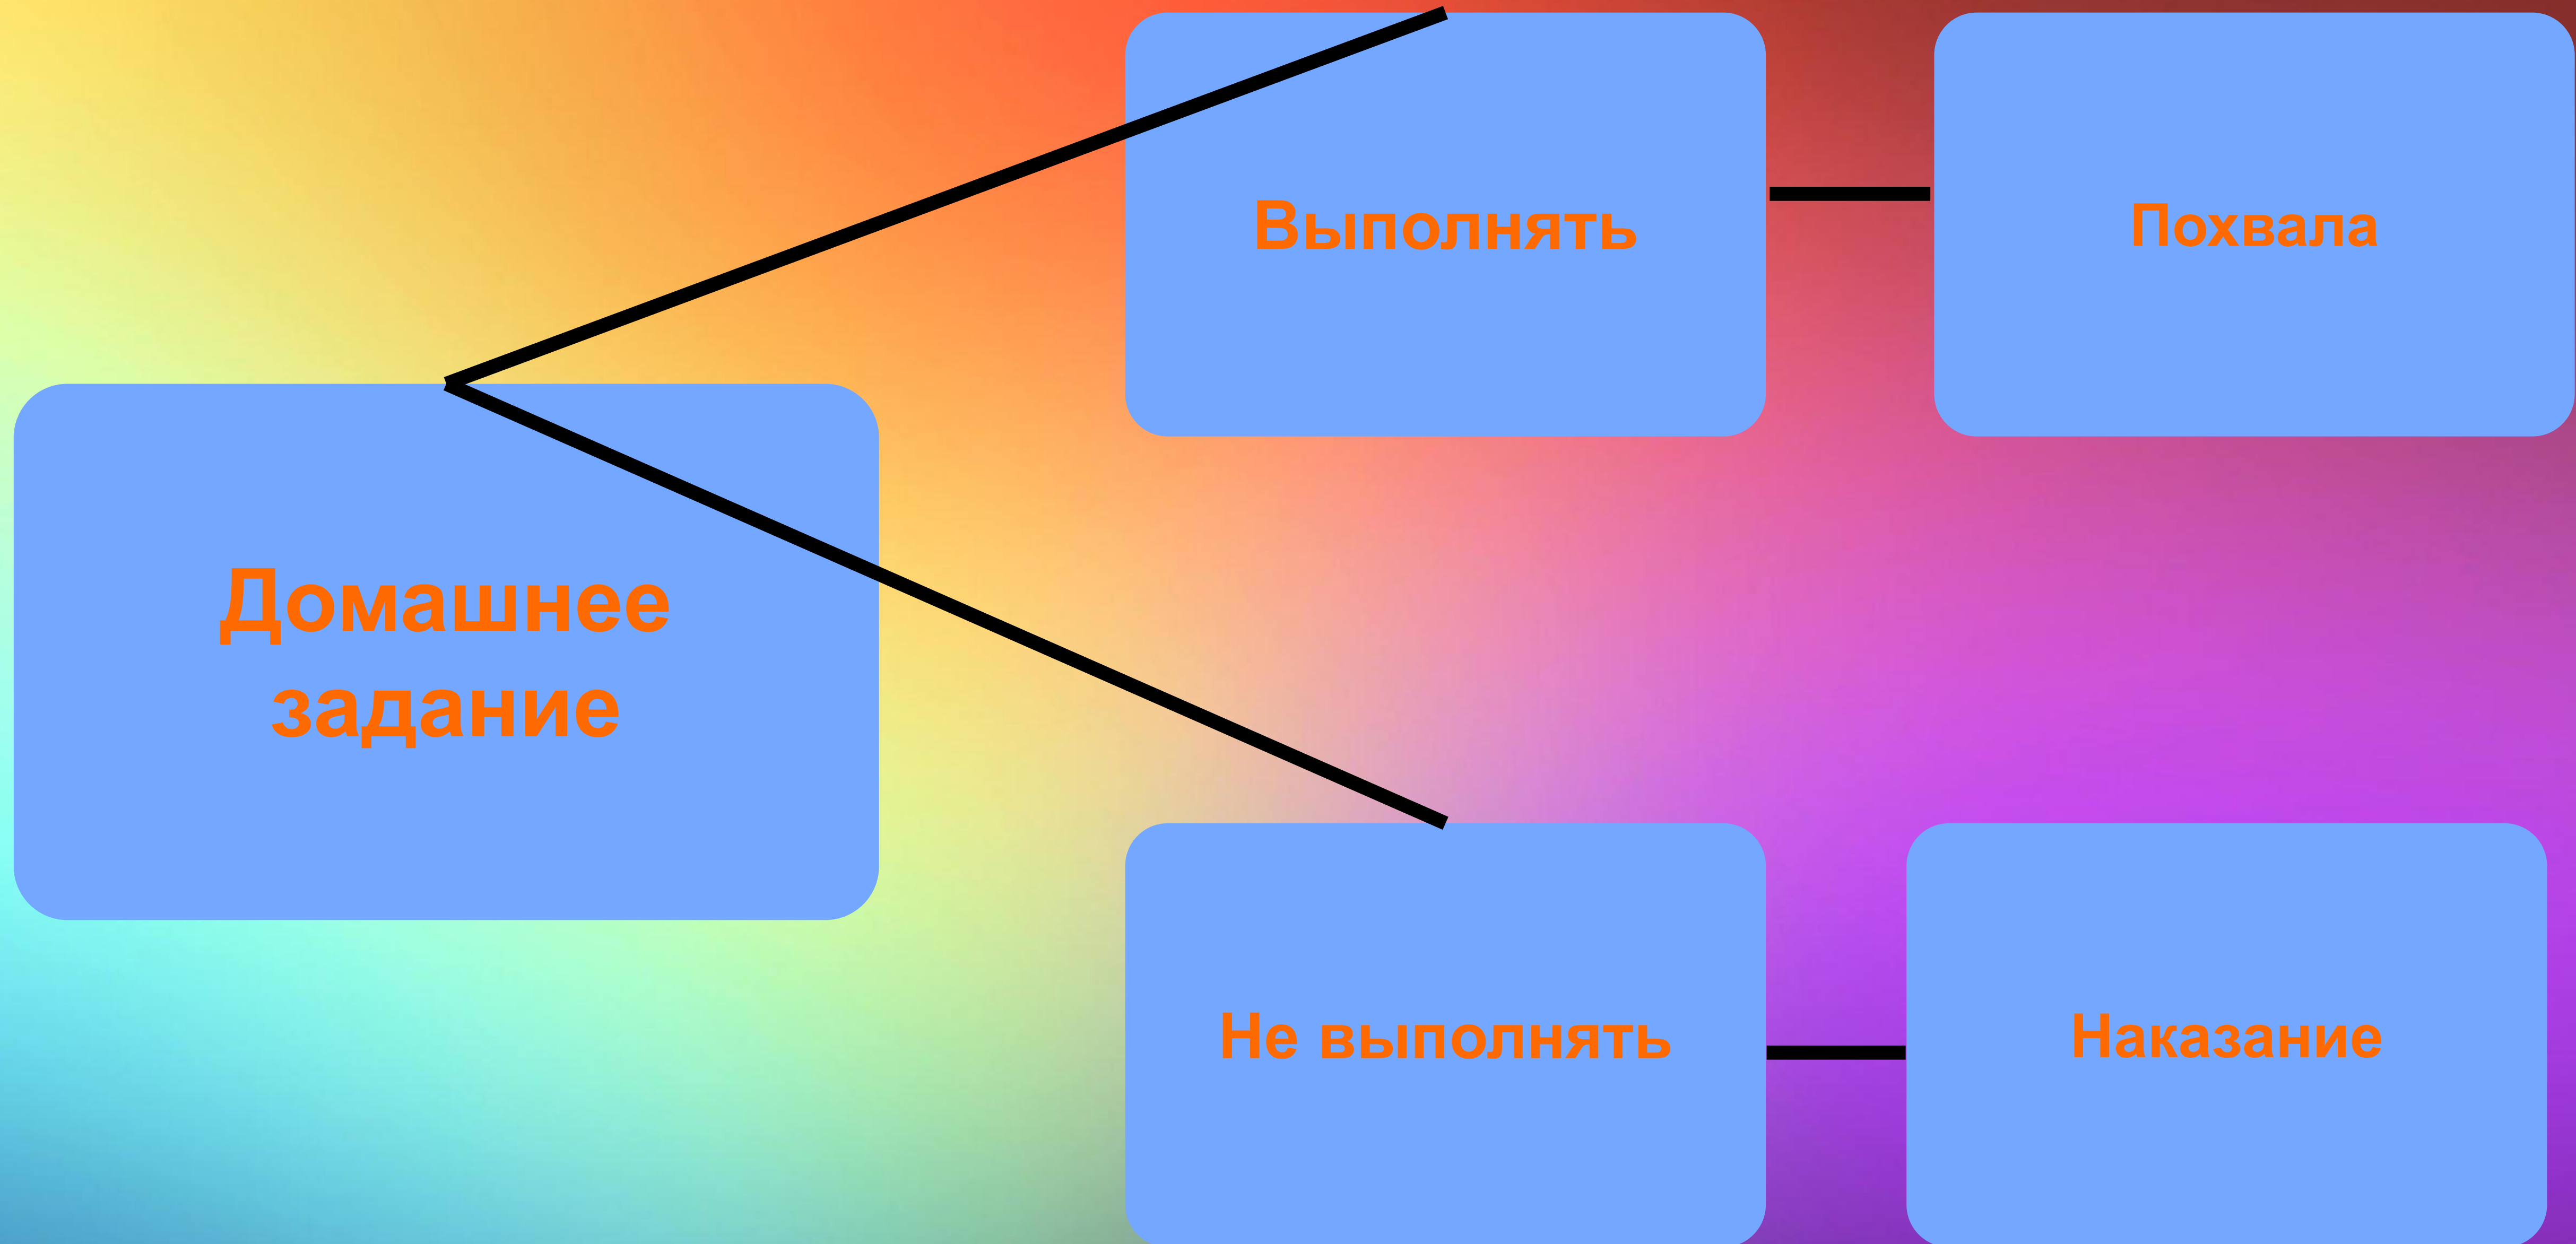 Выполнять
Похвала
Домашнее
задание
Не выполнять
Наказание